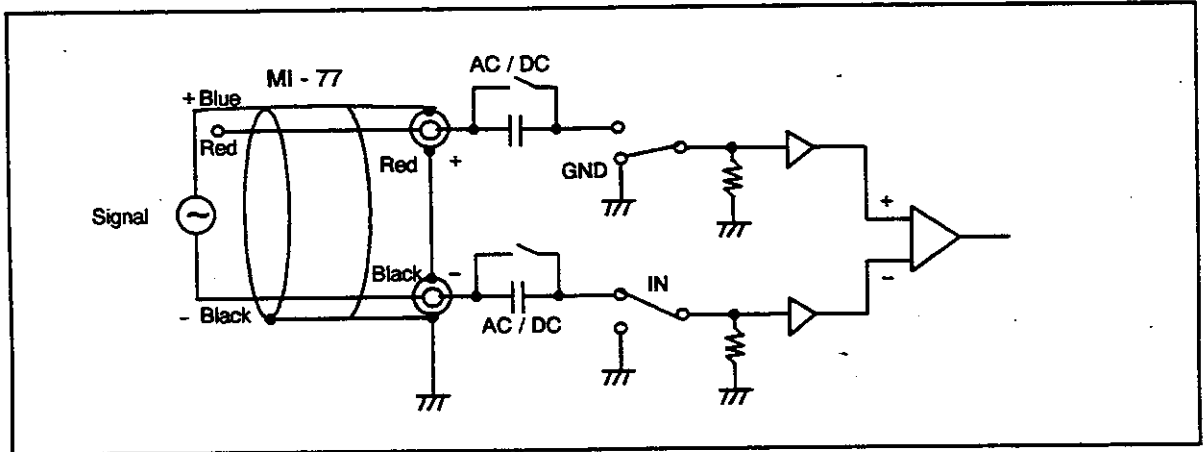 MI - 77
AC / DC
+ Blue
Red
Red
+
GND
Signal
~
+
Black
-
IN
-
- Black
AC / DC